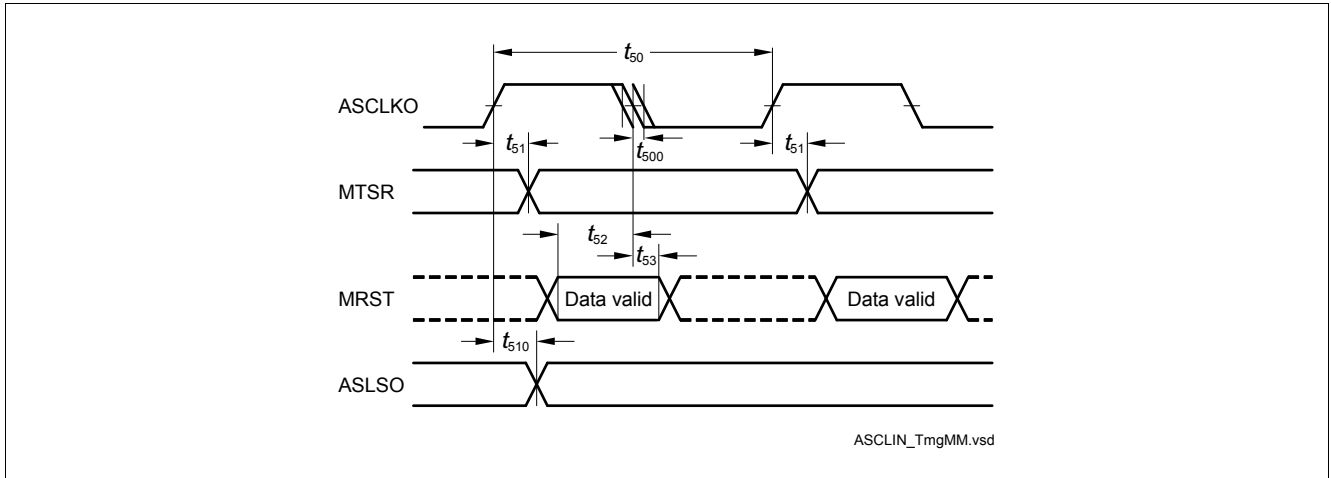 t50
ASCLKO
t51 t500 t51
MTSR
t52
t53
MRST Data valid Data valid
t510
ASLSO
ASCLIN_TmgMM.vsd